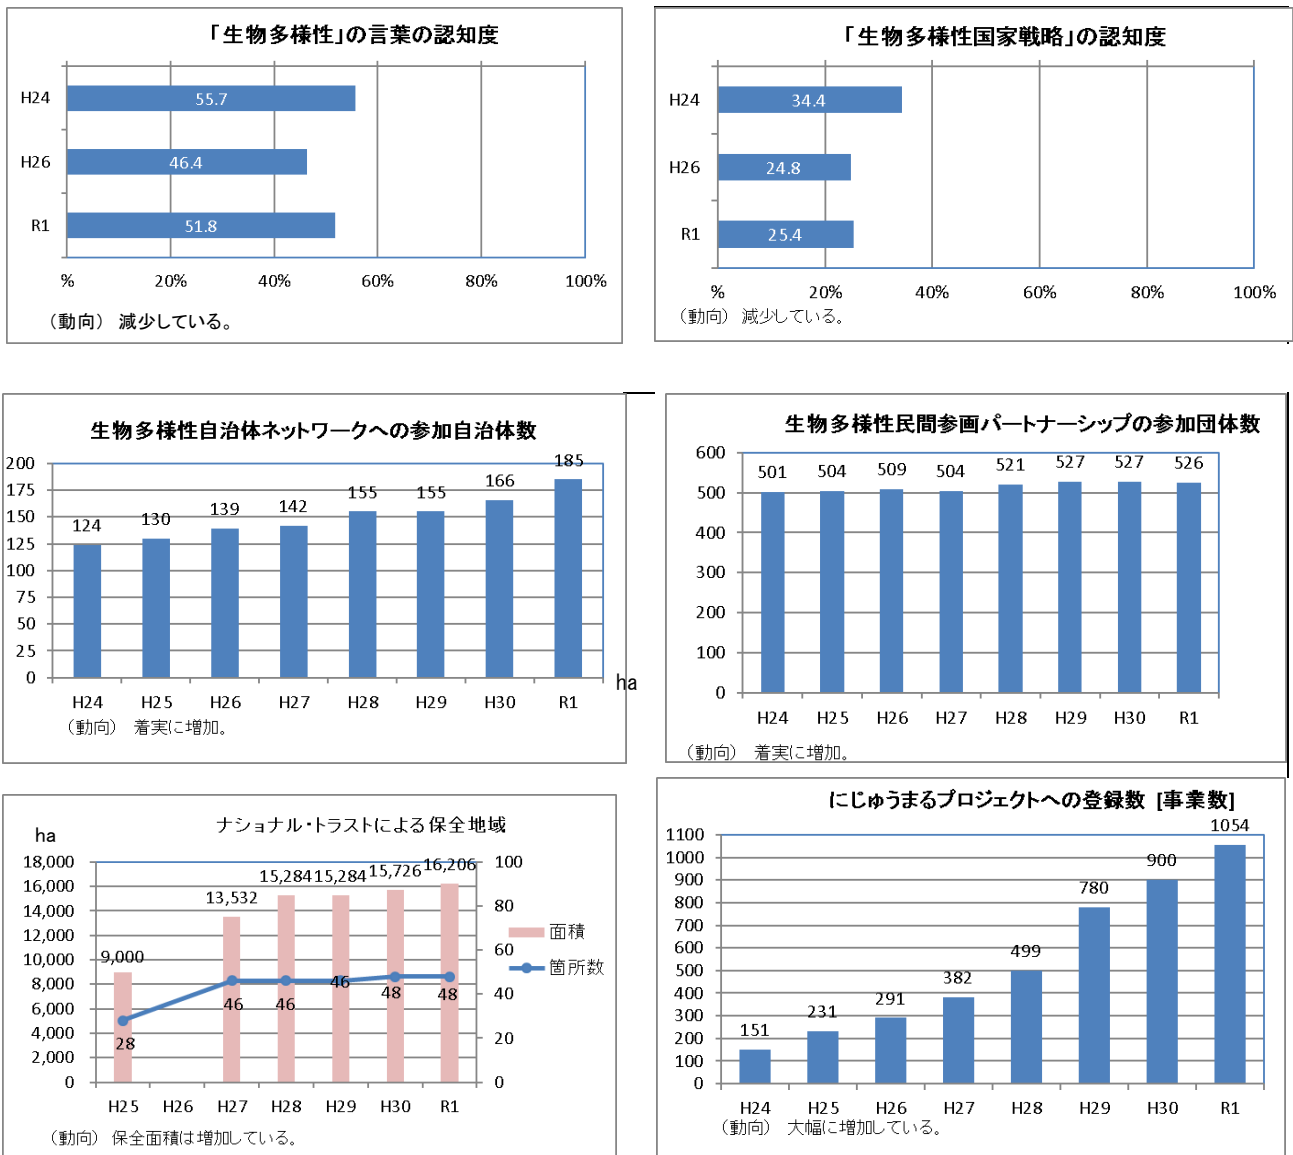 「生物多様性」の言葉の認知度
H24
55.7
H26
46.4
R1
51.8
% 20% 40% 60% 80% 100%
（動向） 減少している。
「生物多様性国家戦略」の認知度
H24
34.4
H26
24.8
R1
25.4
% 20% 40% 60% 80% 100%
（動向） 減少している。
生物多様性自治体ネットワークへの参加自治体数
200
175
150
125
100
75
50
25
0
124 130 139 142 155 155 166 185
H24 H25 H26 H27 H28 H29 H30 R1
（動向） 着実に増加。
生物多様性民間参画パートナーシップの参加団体数
600
500
400
300
200
100
0
501 504 509 504 521 527 527 526
H24 H25 H26 H27 H28 H29 H30 R1
（動向） 着実に増加。
ha
ナショナル・トラストによる保全地域
ha
18,000
16,000
14,000
12,000
10,000
8,000
6,000
4,000
2,000
0
9,000 13,532 15,284 15,284 15,726 16,206
28 46 46 46 48 48
100
80
60
40
20
0
面積
箇所数
H25 H26 H27 H28 H29 H30 R1
（動向） 保全面積は増加している。
にじゅうまるプロジェクトへの登録数 [事業数]
1100
1000
900
800
700
600
500
400
300
200
100
0
151 231 291 382 499 780 900 1054
H24 H25 H26 H27 H28 H29 H30 R1
（動向） 大幅に増加している。